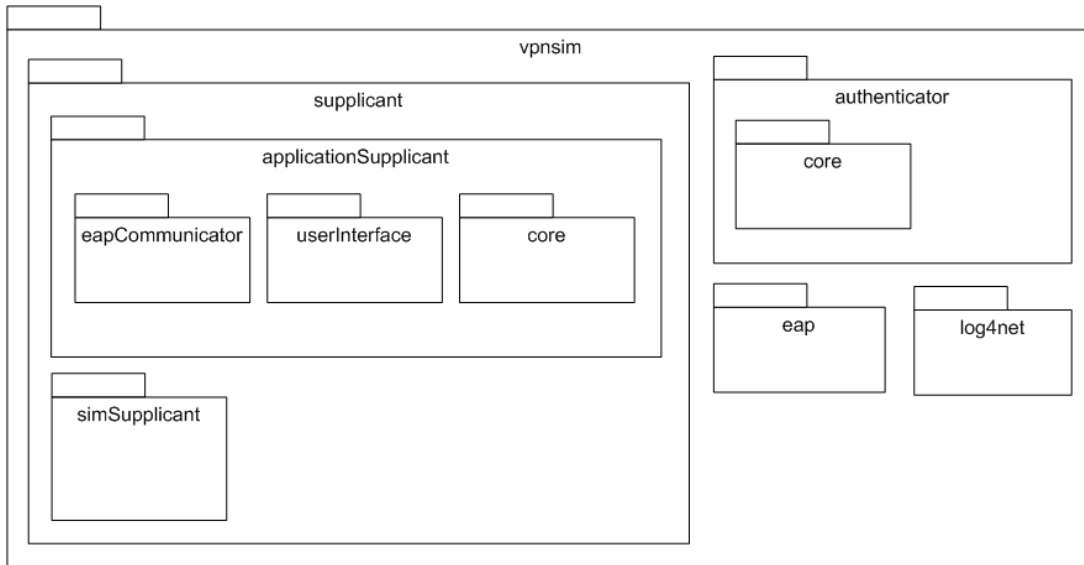 vpnsim
supplicant
applicationSupplicant
eapCommunicator
userInterface
core
simSupplicant
authenticator
core
eap
log4net